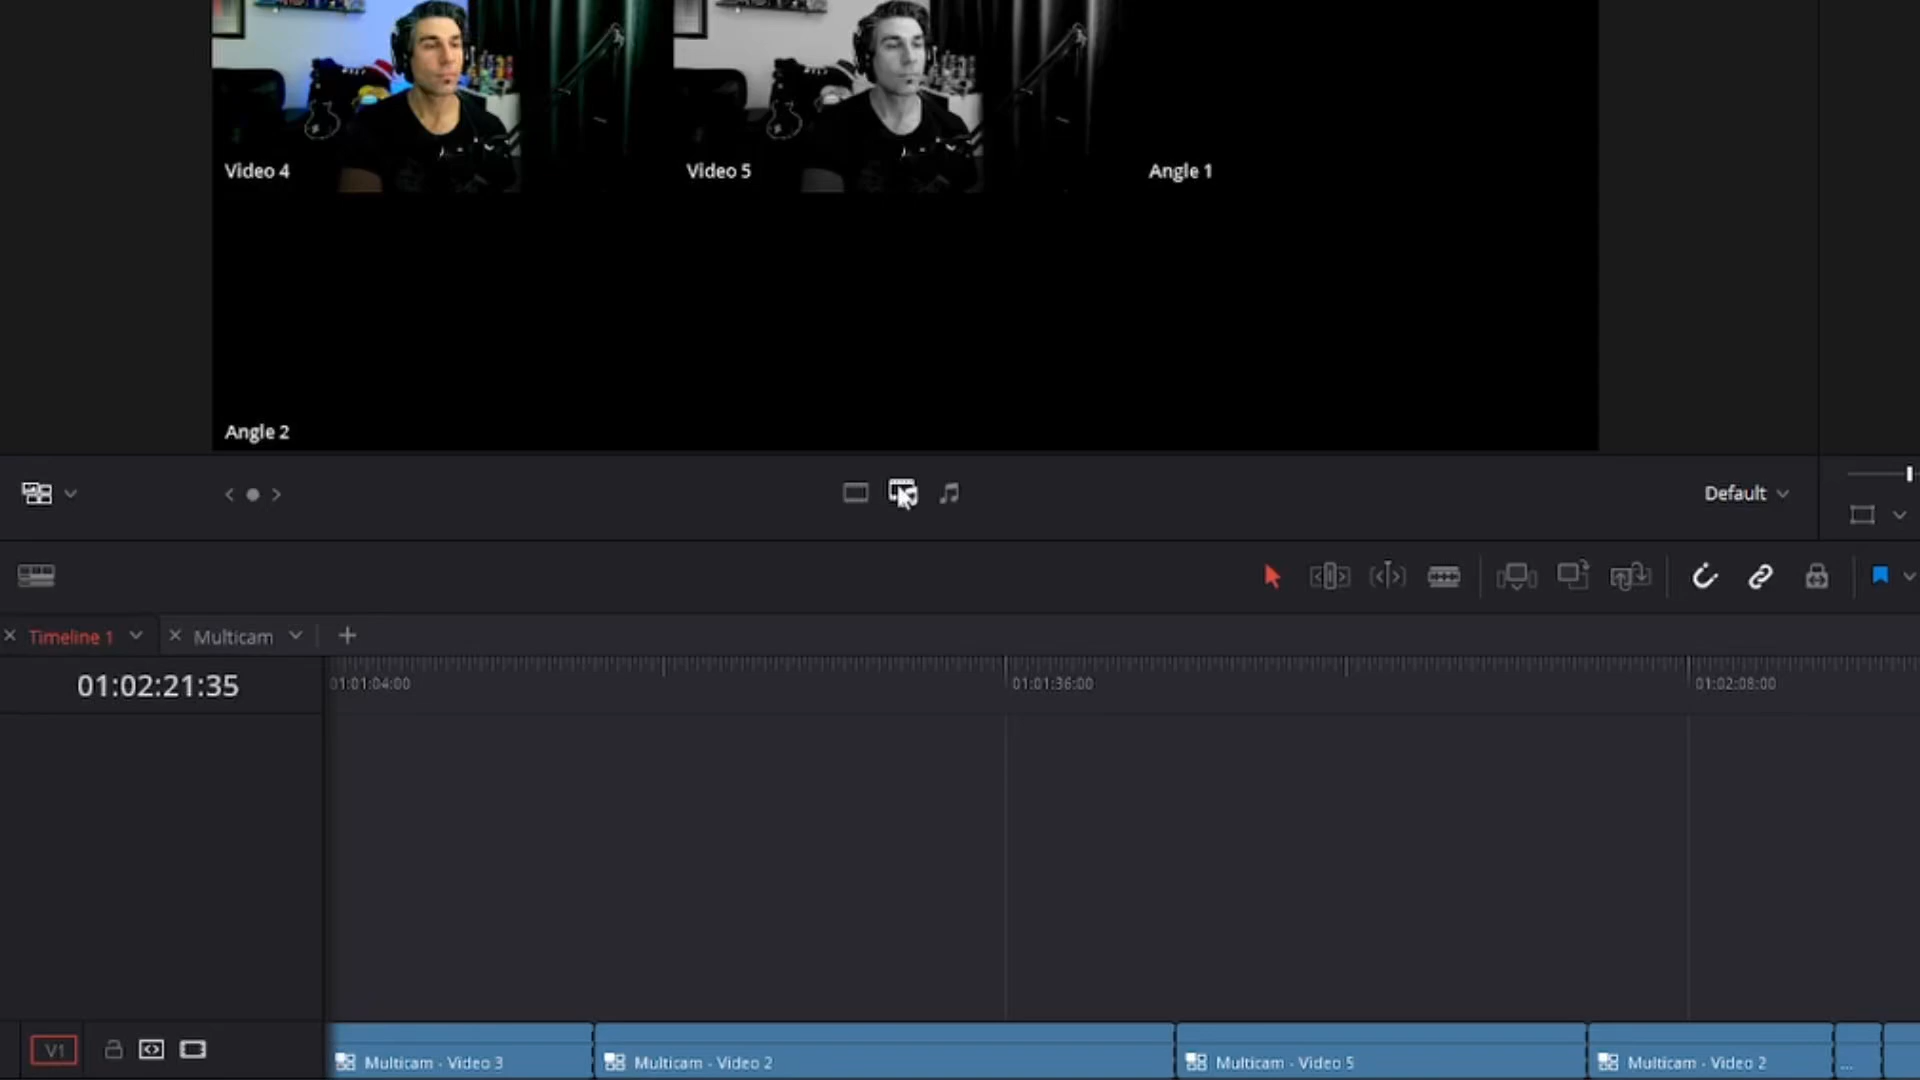 Video 4
Video 5
Angle 1
Angle 2
Default
Timeline 1
Multicam
01:02:21:35
01:01:04:00
01:01:36:00
01:02:08:00
V1
Multicam - Video 3
Multicam - Video 2
Multicam - Video 5
Multicam - Video 2
...